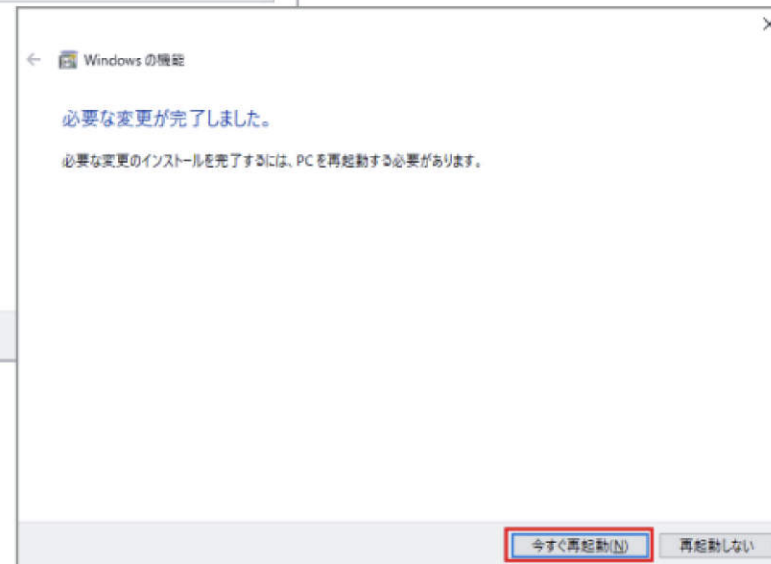 Windows の機能
必要な変更が完了しました。
必要な変更のインストールを完了するには、PC を再起動する必要があります。
今すぐ再起動(N)
再起動しない